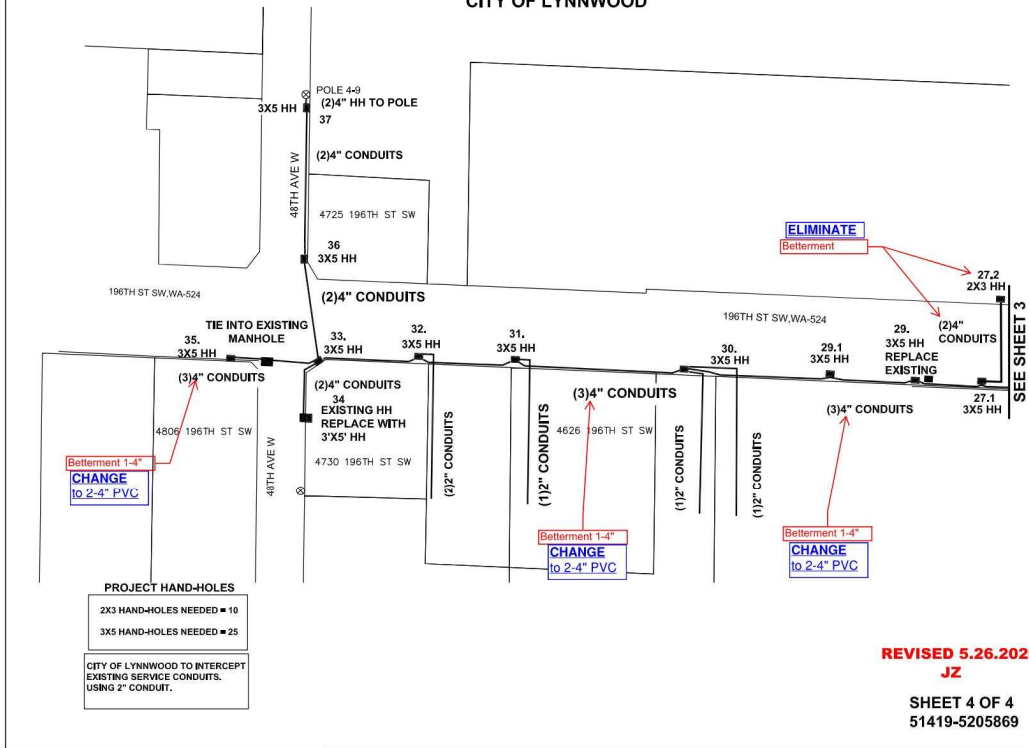 CITY OF LYNNWOOD
POLE 4-9
(2)4" HH TO POLE
3X5 HH
37
(2)4" CONDUITS
48TH AVE W
4725 196TH ST SW
36
3X5 HH
ELIMINATE
Betterment
27.2
2X3 HH
196TH ST SW,WA-524
(2)4" CONDUITS
196TH ST SW,WA-524
(2)4"
CONDUITS
SEE SHEET 3
TIE INTO EXISTING
MANHOLE
35.
3X5 HH
33.
3X5 HH
32.
3X5 HH
31.
3X5 HH
30.
3X5 HH
29.1
3X5 HH
29.
3X5 HH
REPLACE
EXISTING
27.1
3X5 HH
(3)4" CONDUITS
(2)4" CONDUITS
34
EXISTING HH
REPLACE WITH
3'X5' HH
(3)4" CONDUITS
(3)4" CONDUITS
4806 196TH ST SW
4730 196TH ST SW
4626 196TH ST SW
48TH AVE W
(2)2" CONDUITS
(1)2" CONDUITS
(1)2" CONDUITS
(1)2" CONDUITS
Betterment 1-4"
CHANGE
to 2-4" PVC
Betterment 1-4"
CHANGE
to 2-4" PVC
Betterment 1-4"
CHANGE
to 2-4" PVC
PROJECT HAND-HOLES
2X3 HAND-HOLES NEEDED = 10
3X5 HAND-HOLES NEEDED = 25
CITY OF LYNNWOOD TO INTERCEPT
EXISTING SERVICE CONDUITS.
USING 2" CONDUIT.
REVISED 5.26.202
JZ
SHEET 4 OF 4
51419-5205869